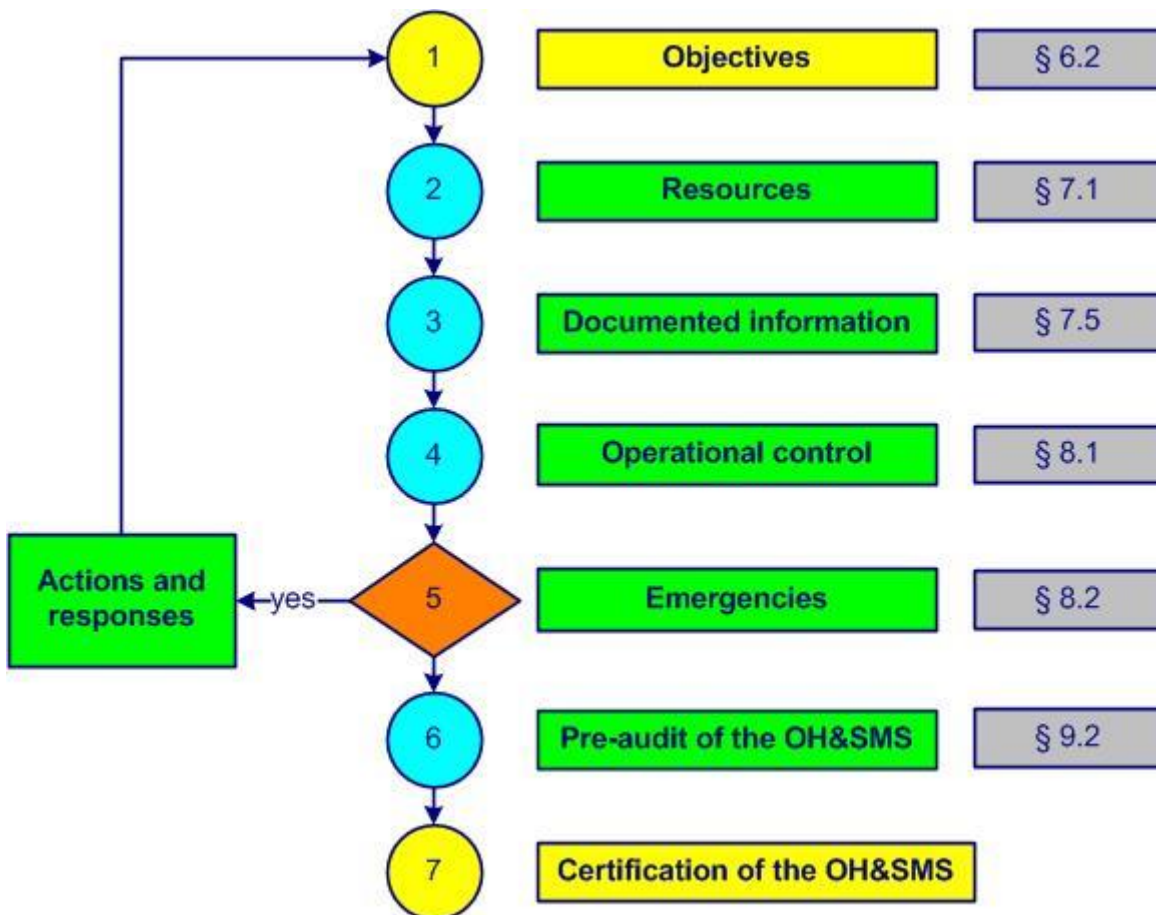 1
Objectives
§ 6.2
2
Resources
§ 7.1
3
Documented information
§ 7.5
4
Operational control
§ 8.1
Actions and
responses
yes
5
Emergencies
§ 8.2
6
Pre-audit of the OH&SMS
§ 9.2
7
Certification of the OH&SMS